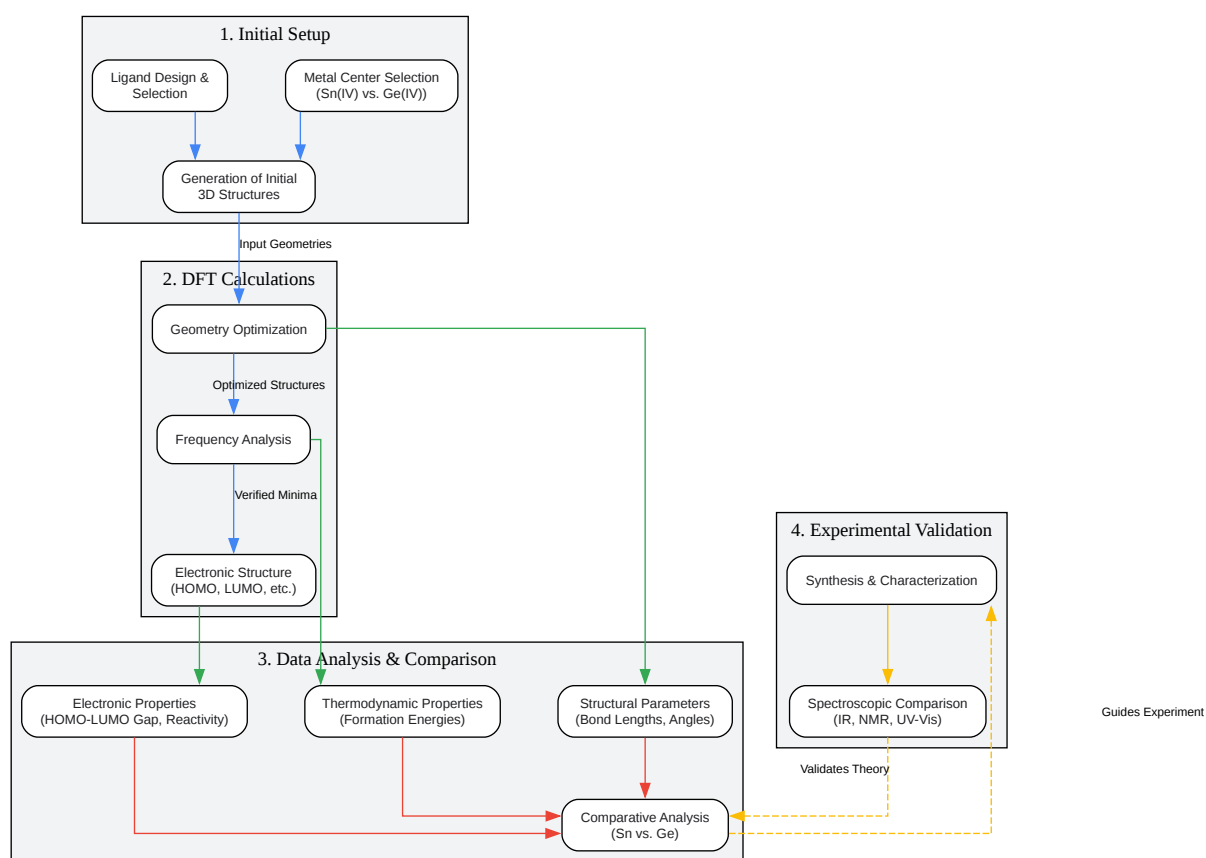 1. Initial Setup
Ligand Design &
Selection
Metal Center Selection
(Sn(IV) vs. Ge(IV))
Generation of Initial
3D Structures
Input Geometries
2. DFT Calculations
Geometry Optimization
Optimized Structures
Frequency Analysis
Verified Minima
Electronic Structure
(HOMO, LUMO, etc.)
3. Data Analysis & Comparison
Electronic Properties
(HOMO-LUMO Gap, Reactivity)
Thermodynamic Properties
(Formation Energies)
Structural Parameters
(Bond Lengths, Angles)
Comparative Analysis
(Sn vs. Ge)
4. Experimental Validation
Synthesis & Characterization
Spectroscopic Comparison
(IR, NMR, UV-Vis)
Validates Theory
Guides Experiment